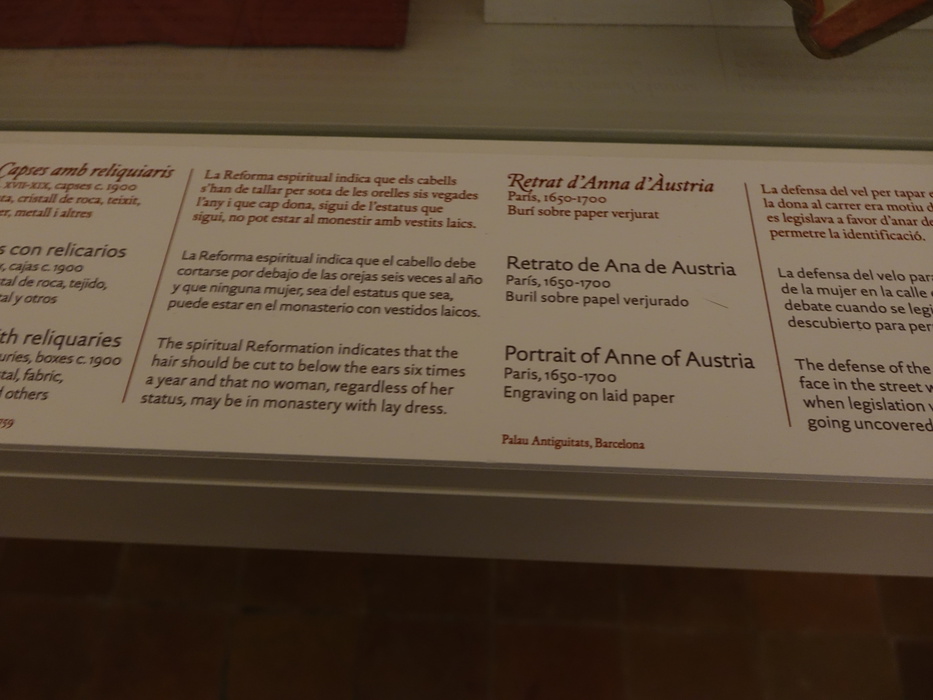 Capses amb reliquiaris
XVII-XIX, capses c. 1900
cristall de roca, teixit,
metall i altres
con relicarios
cajas c. 1900
de roca, tejido,
y otros
reliquaries
boxes c. 1900
fabric,
others
La Reforma espiritual indica que els cabells
s'han de tallar per sota de les orelles sis vegades
l'any i que cap dona, sigui de l'estatus que
sigui, no pot estar al monestir amb vestits laics.
La Reforma espiritual indica que el cabello debe
cortarse por debajo de las orejas seis veces al año
y que ninguna mujer, sea del estatus que sea,
puede estar en el monasterio con vestidos laicos.
The spiritual Reformation indicates that the
hair should be cut to below the ears six times
a year and that no woman, regardless of her
status, may be in monastery with lay dress.
Retrat d'Anna d'Àustria
París, 1650-1700
Burí sobre paper verjurat
Retrato de Ana de Austria
París, 1650-1700
Buril sobre papel verjurado
Portrait of Anne of Austria
Paris, 1650-1700
Engraving on laid paper
Palau Antiguitats, Barcelona
La defensa del vel per tapar
la dona al carrer era motiu
es legislava a favor d'anar
permetre la identificació.
La defensa del velo
de la mujer en la calle
debate cuando se
descubierto para
The defense of the
face in the street
when legislation
going uncovered